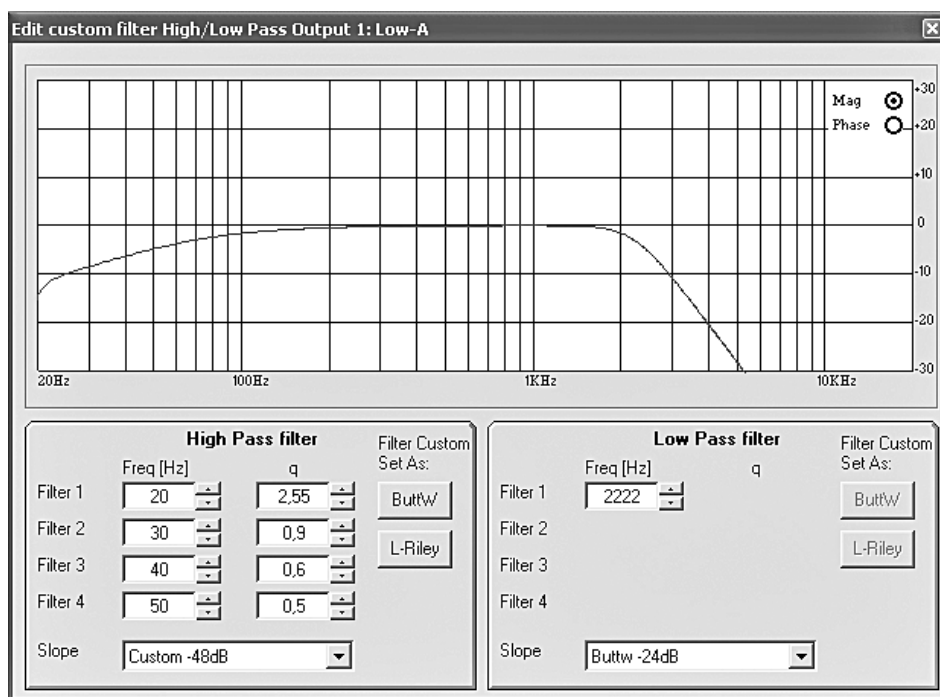 Edit custom filter High/Low Pass Output 1: Low-A
Mag
Phase
+30
+20
+10
0
-10
-20
-30
20Hz 100Hz 1KHz 10KHz
High Pass filter
Freq [Hz] q
Filter Custom
Set As:
Filter 1 20 2,55 ButtW
Filter 2 30 0,9
L-Riley
Filter 3 40 0,6
Filter 4 50 0,5
Slope Custom -48dB
Low Pass filter
Freq [Hz] q
Filter Custom
Set As:
Filter 1 2222 ButtW
Filter 2
L-Riley
Filter 3
Filter 4
Slope Buttw -24dB